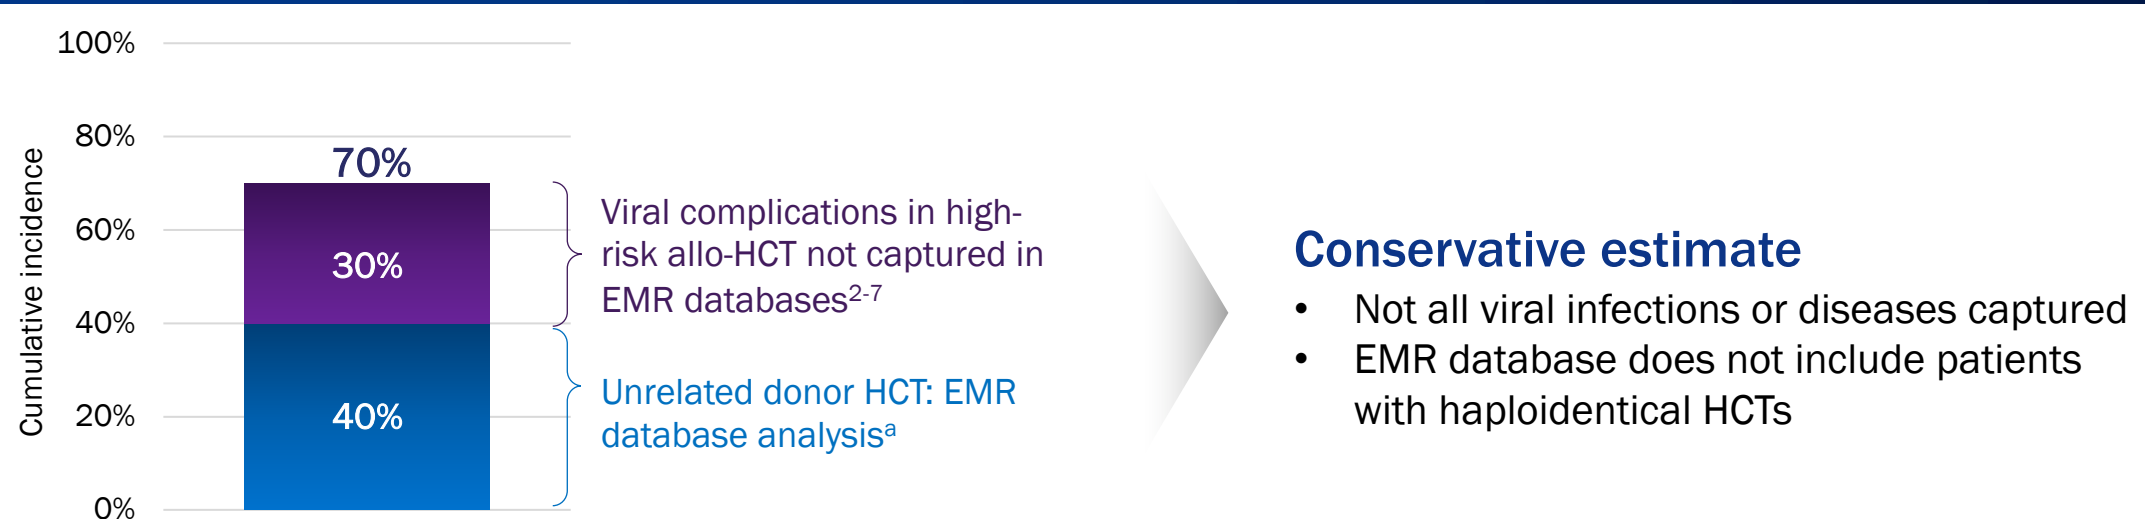 100%
80%
60%
40%
20%
0%
Cumulative incidence
70%
30%
40%
Viral complications in high-
risk allo-HCT not captured in
EMR databases2-7
Unrelated donor HCT: EMR
database analysisa
Conservative estimate
• Not all viral infections or diseases captured
• EMR database does not include patients
with haploidentical HCTs